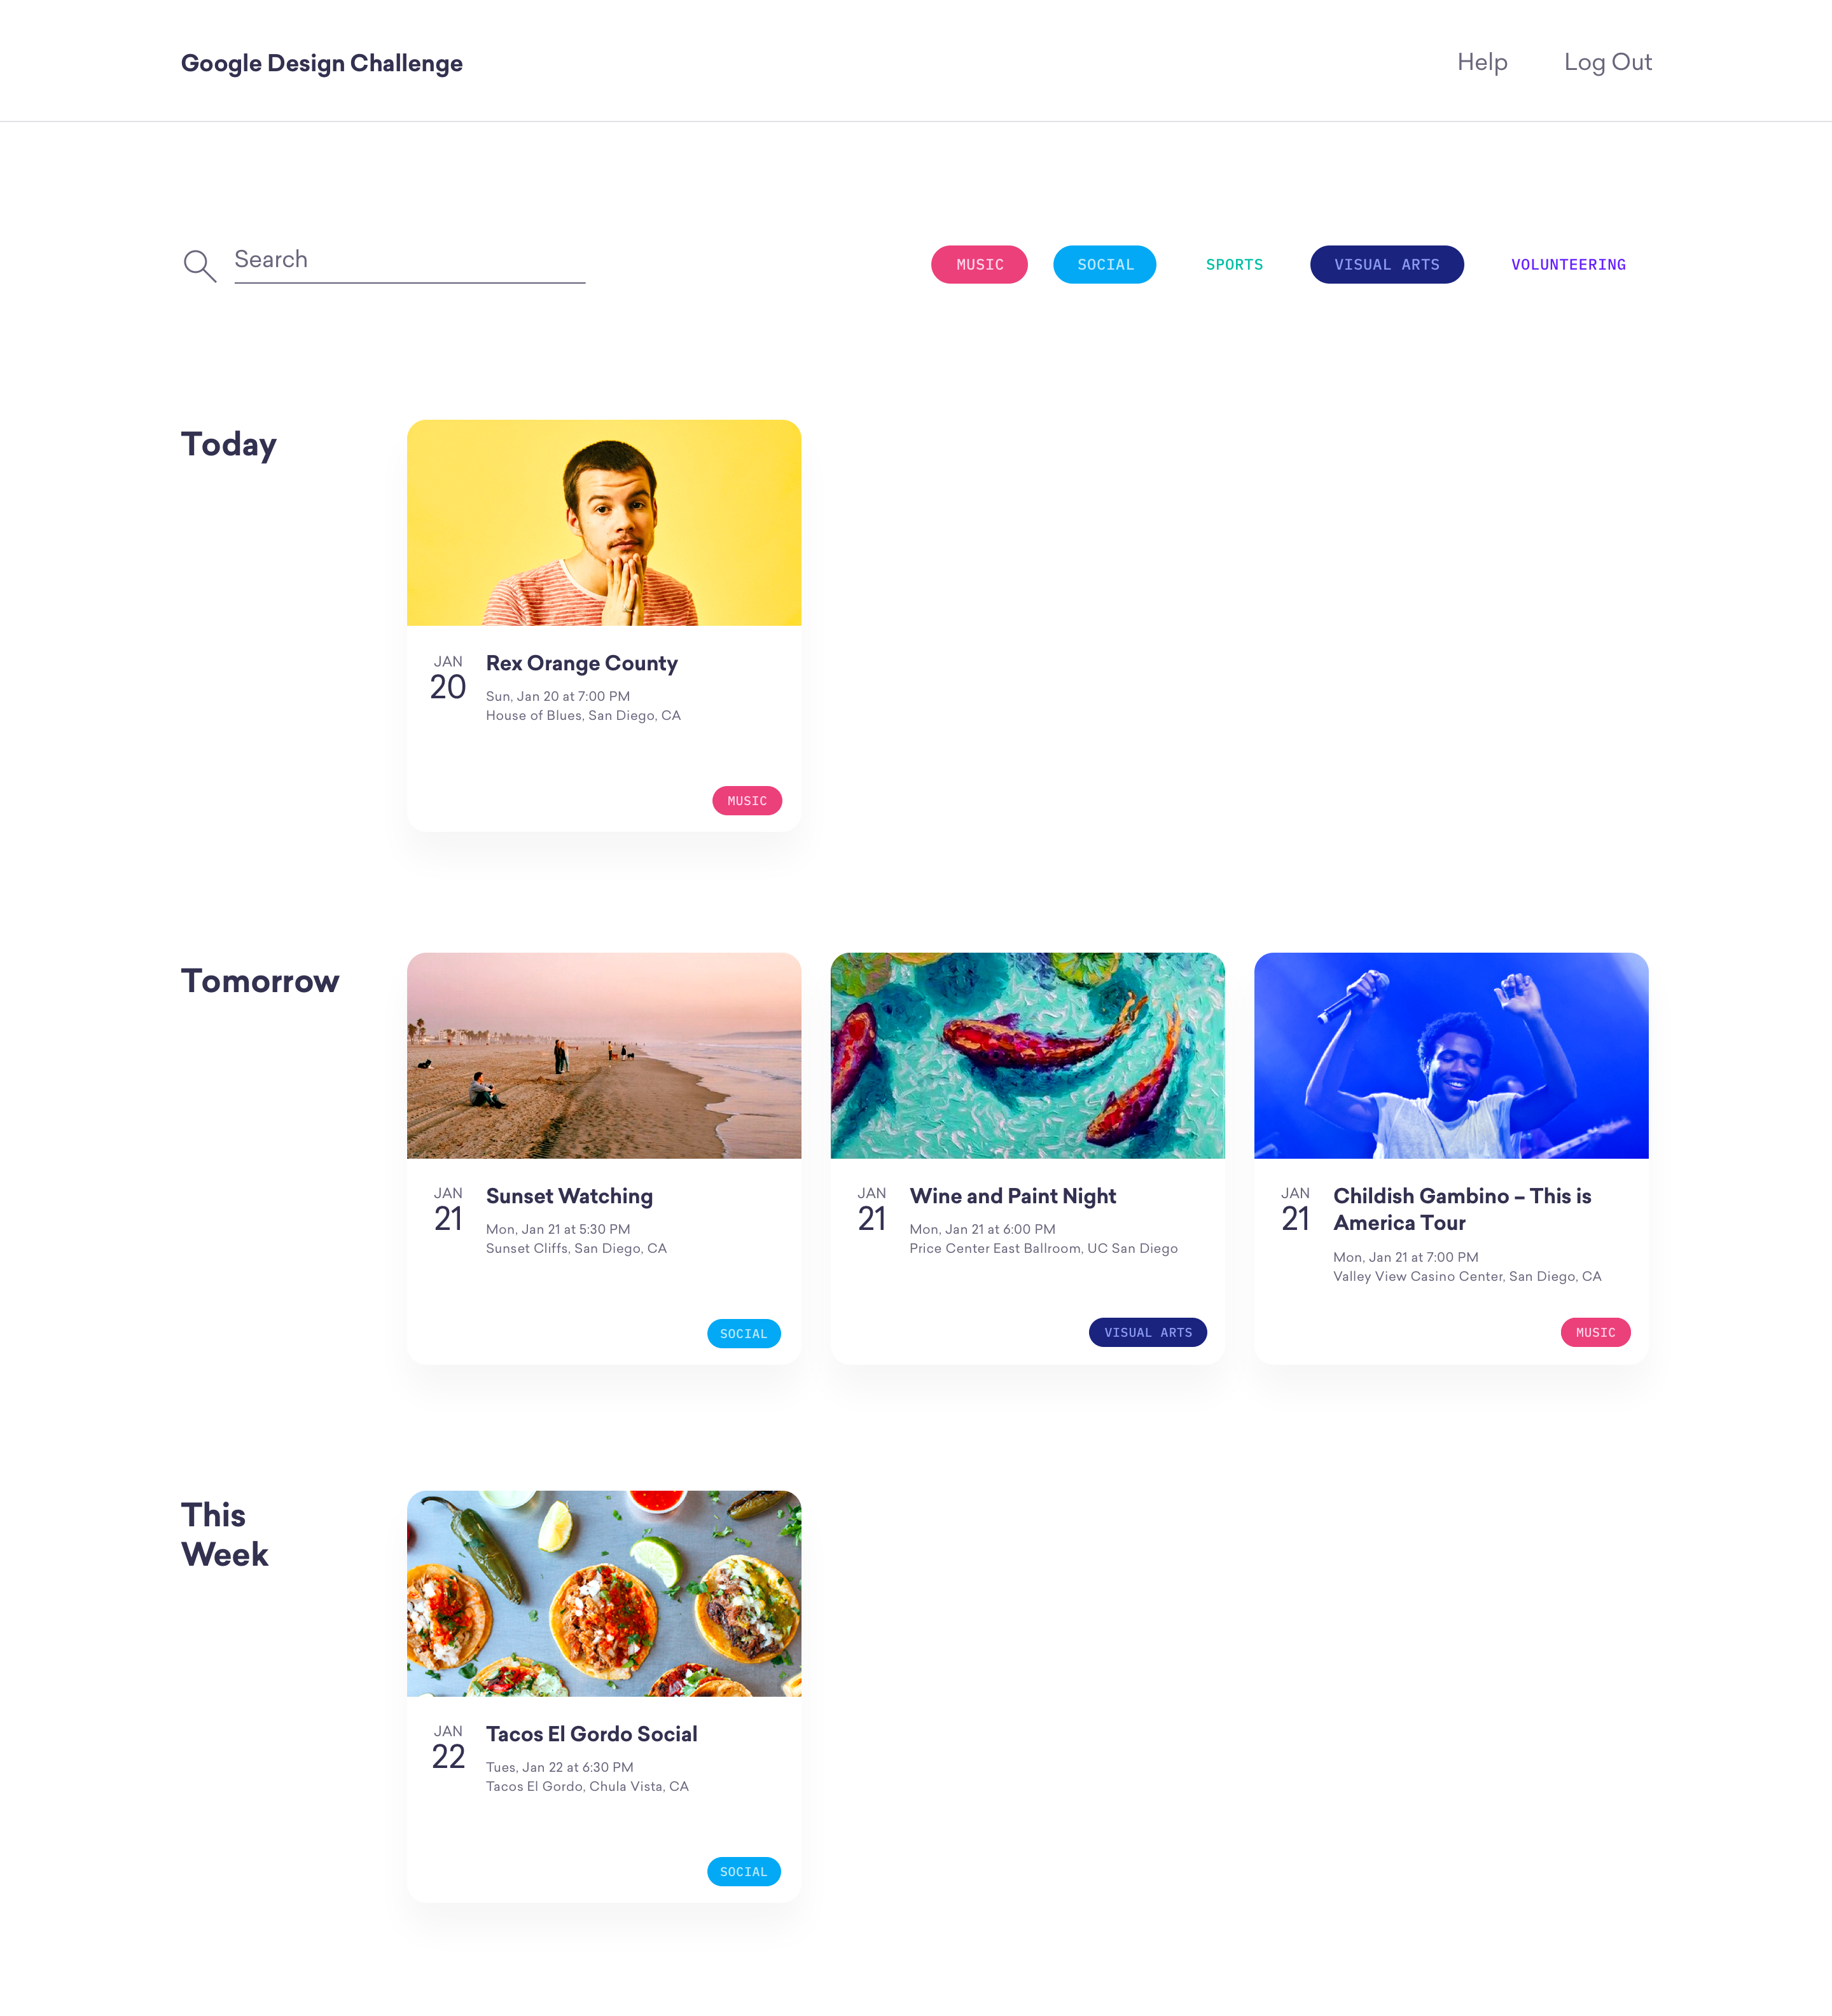 Google Design Challenge
Help
Log Out
Search
MUSIC
SOCIAL
SPORTS
VISUAL ARTS
VOLUNTEERING
Today
JAN
20
Rex Orange County
Sun, Jan 20 at 7:00 PM
House of Blues, San Diego, CA
MUSIC
Tomorrow
JAN
21
Sunset Watching
Mon, Jan 21 at 5:30 PM
Sunset Cliffs, San Diego, CA
SOCIAL
JAN
21
Wine and Paint Night
Mon, Jan 21 at 6:00 PM
Price Center East Ballroom, UC San Diego
VISUAL ARTS
JAN
21
Childish Gambino – This is
America Tour
Mon, Jan 21 at 7:00 PM
Valley View Casino Center, San Diego, CA
MUSIC
This
Week
JAN
22
Tacos El Gordo Social
Tues, Jan 22 at 6:30 PM
Tacos El Gordo, Chula Vista, CA
SOCIAL